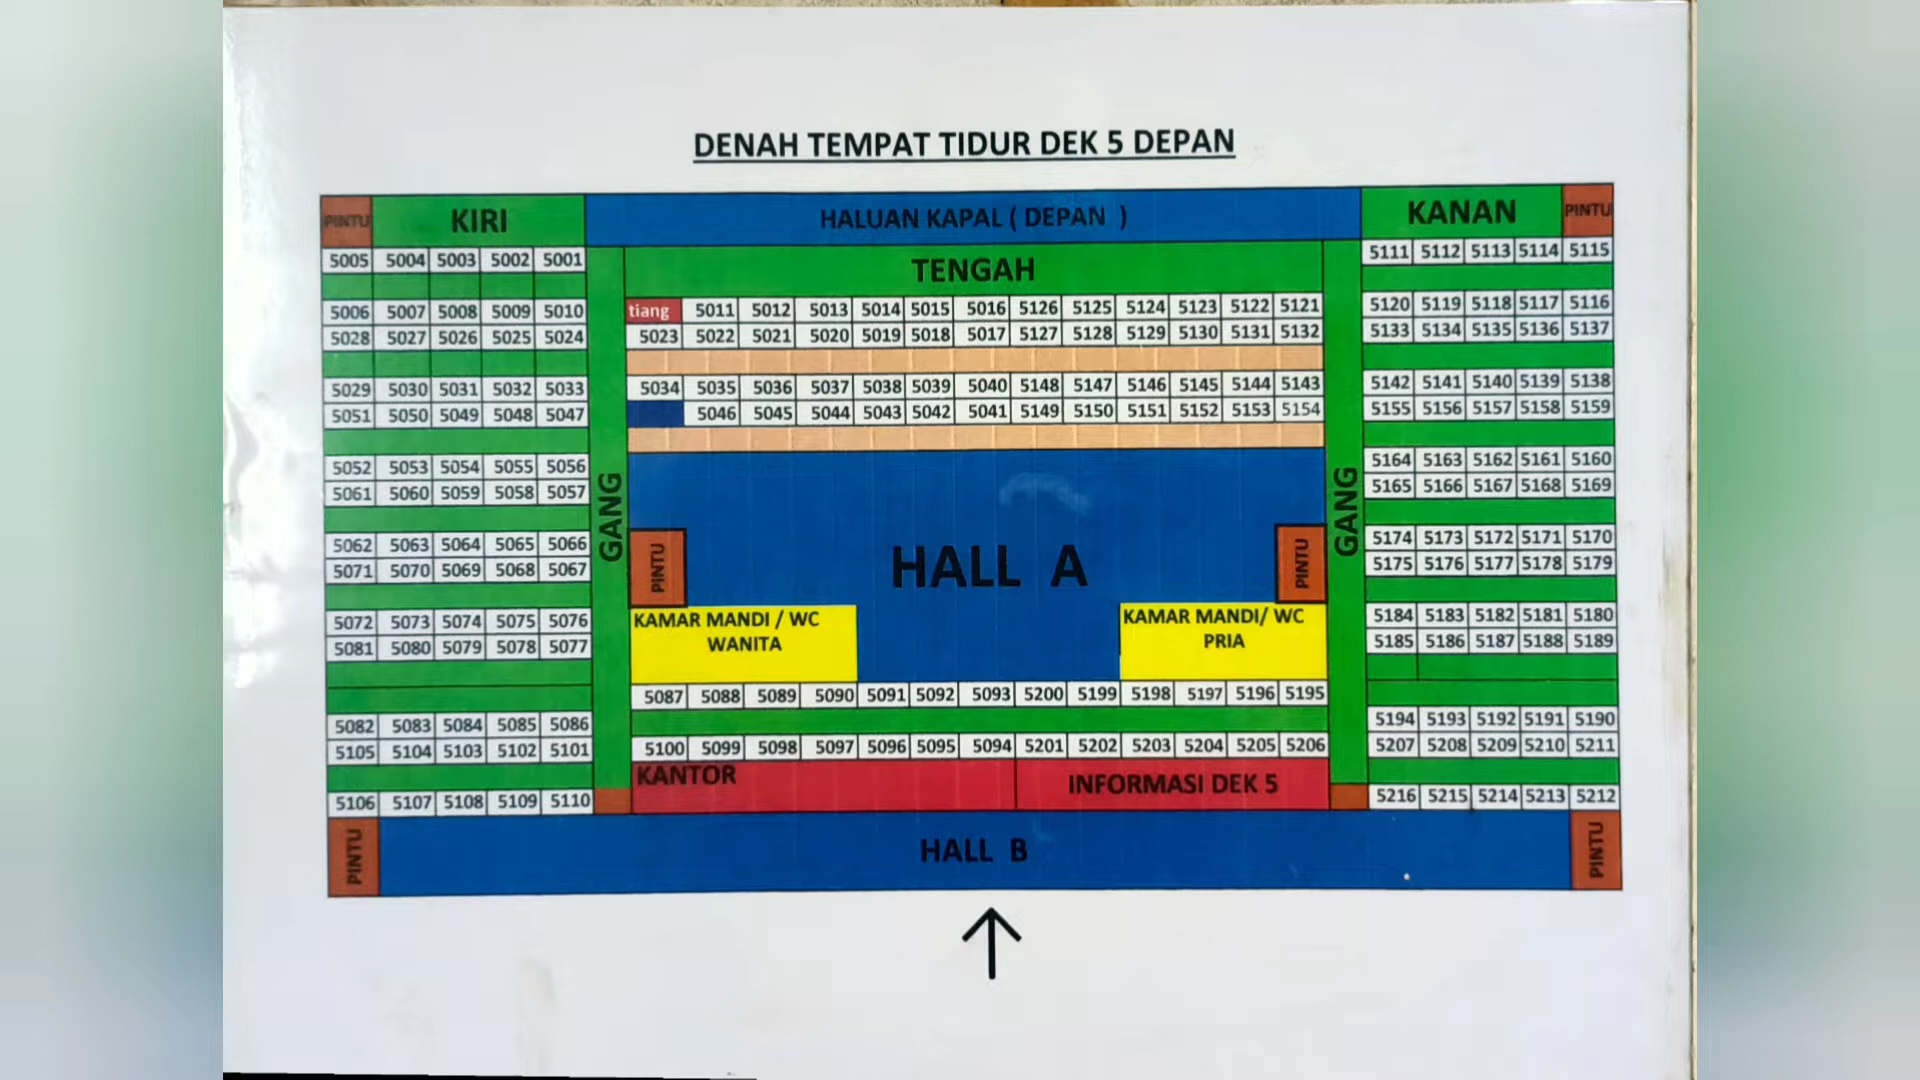 DENAH TEMPAT TIDUR DEK 5 DEPAN
PINTU KIRI HALUAN KAPAL ( DEPAN ) KANAN PINTU
5005 5004 5003 5002 5001 5111 5112 5113 5114 5115
TENGAH
5006 5007 5008 5009 5010 tiang 5011 5012 5013 5014 5015 5016 5126 5125 5124 5123 5122 5121 5120 5119 5118 5117 5116
5028 5027 5026 5025 5024 5023 5022 5021 5020 5019 5018 5017 5127 5128 5129 5130 5131 5132 5133 5134 5135 5136 5137
5029 5030 5031 5032 5033 5034 5035 5036 5037 5038 5039 5040 5148 5147 5146 5145 5144 5143 5142 5141 5140 5139 5138
5051 5050 5049 5048 5047 5046 5045 5044 5043 5042 5041 5149 5150 5151 5152 5153 5154 5155 5156 5157 5158 5159
5052 5053 5054 5055 5056 5164 5163 5162 5161 5160
5061 5060 5059 5058 5057 5165 5166 5167 5168 5169
GANG GANG
5062 5063 5064 5065 5066 5174 5173 5172 5171 5170
5071 5070 5069 5068 5067 PINTU HALL A PINTU 5175 5176 5177 5178 5179
5072 5073 5074 5075 5076 KAMAR MANDI / WC KAMAR MANDI/ WC 5184 5183 5182 5181 5180
5081 5080 5079 5078 5077 WANITA PRIA 5185 5186 5187 5188 5189
5087 5088 5089 5090 5091 5092 5093 5200 5199 5198 5197 5196 5195
5082 5083 5084 5085 5086 5194 5193 5192 5191 5190
5105 5104 5103 5102 5101 5100 5099 5098 5097 5096 5095 5094 5201 5202 5203 5204 5205 5206 5207 5208 5209 5210 5211
KANTOR INFORMASI DEK 5
5106 5107 5108 5109 5110 5216 5215 5214 5213 5212
PINTU HALL B PINTU